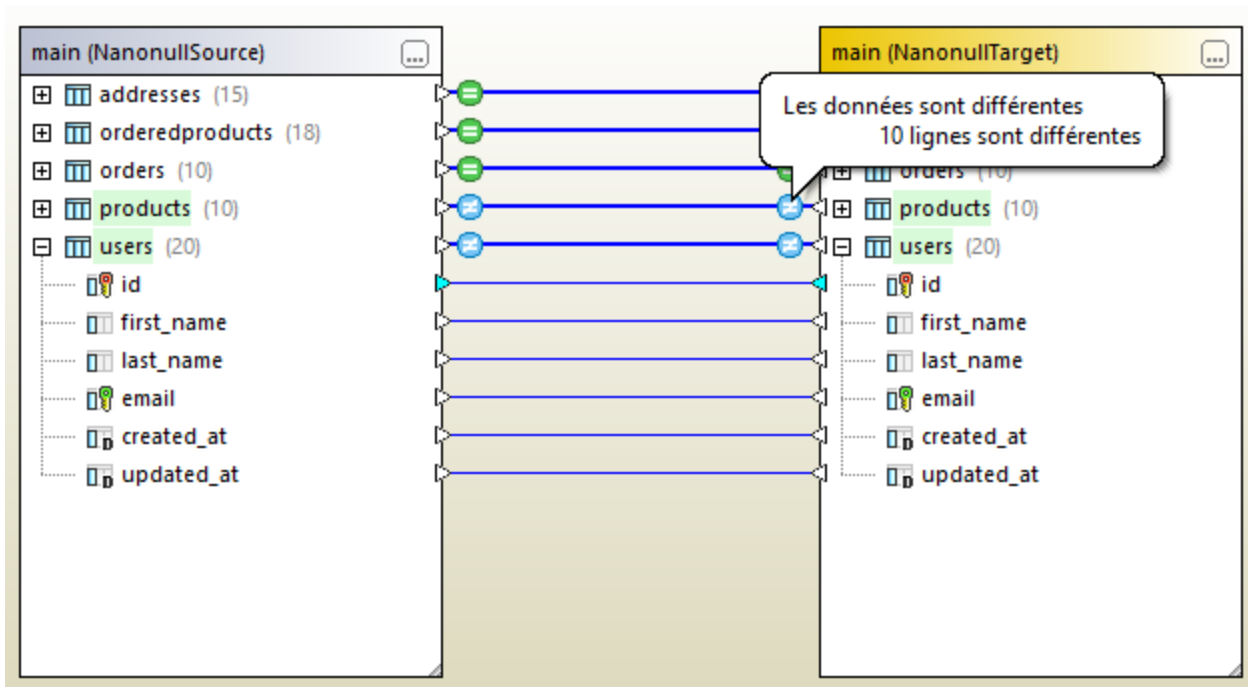 main (NanonullSource)
...
addresses (15)
orderedproducts (18)
orders (10)
products (10)
users (20)
id
first_name
last_name
email
created_at
updated_at
main (NanonullTarget)
...
Les données sont différentes
10 lignes sont différentes
orders (10)
products (10)
users (20)
id
first_name
last_name
email
created_at
updated_at